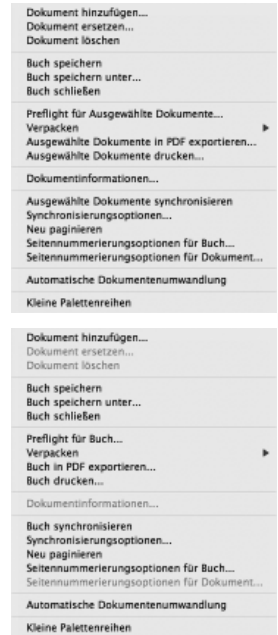 Dokument hinzufügen...
Dokument ersetzen...
Dokument löschen
Buch speichern
Buch speichern unter...
Buch schließen
Preflight für Ausgewählte Dokumente...
Verpacken
Ausgewählte Dokumente in PDF exportieren...
Ausgewählte Dokumente drucken...
Dokumentinformationen...
Ausgewählte Dokumente synchronisieren
Synchronisierungsoptionen...
Neu paginieren
Seitennummerierungsoptionen für Buch...
Seitennummerierungsoptionen für Dokument...
Automatische Dokumentenumwandlung
Kleine Palettenreihen
Dokument hinzufügen...
Dokument ersetzen...
Dokument löschen
Buch speichern
Buch speichern unter...
Buch schließen
Preflight für Buch...
Verpacken
Buch in PDF exportieren...
Buch drucken...
Dokumentinformationen...
Buch synchronisieren
Synchronisierungsoptionen...
Neu paginieren
Seitennummerierungsoptionen für Buch...
Seitennummerierungsoptionen für Dokument...
Automatische Dokumentenumwandlung
Kleine Palettenreihen